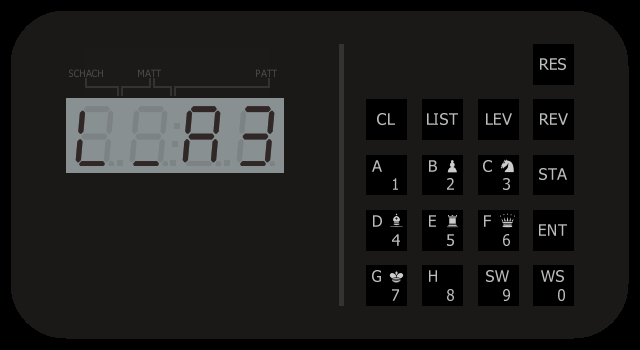 RES
SCHACH MATT PATT
L_A3
CL LIST LEV REV
A 1 B 2 C 3 STA
D 4 E 5 F 6 ENT
G 7 H 8 SW 9 WS 0